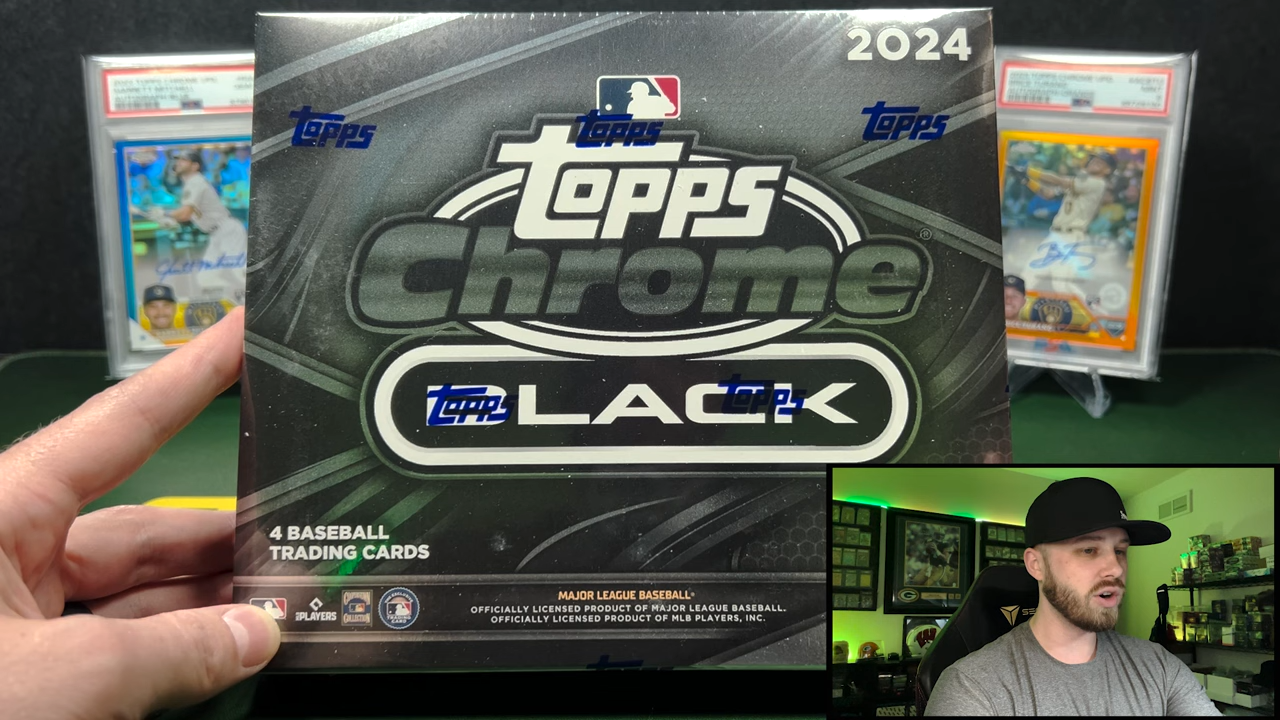 2024
topps
topps
topps
topps
Chrome®
BLACK
topps
topps
4 BASEBALL
TRADING CARDS
MAJOR LEAGUE BASEBALL®
OFFICIALLY LICENSED PRODUCT OF MAJOR LEAGUE BASEBALL.
OFFICIALLY LICENSED PRODUCT OF MLB PLAYERS, INC.
PLAYERS
topps